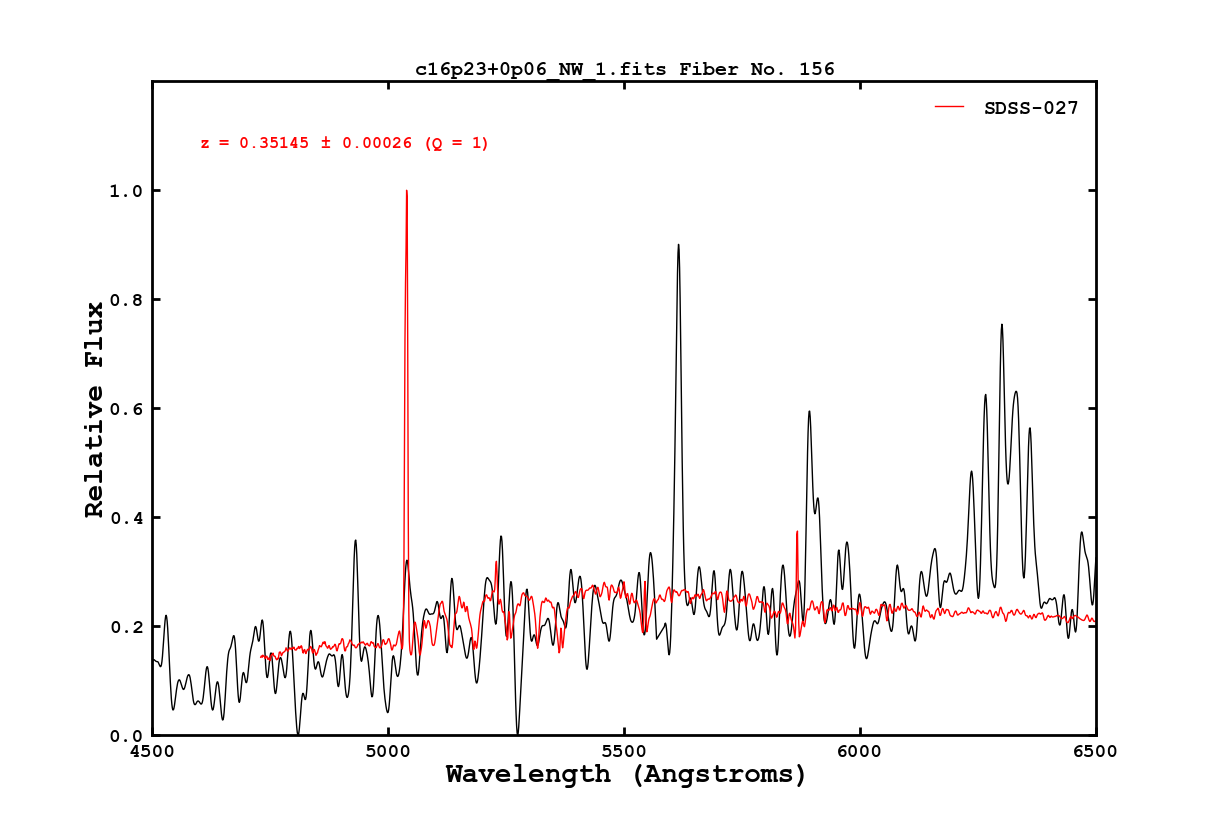 c16p23+0p06_NW_1.fits Fiber No. 156
SDSS-027
z = 0.35145 ± 0.00026 (Q = 1)
1.0
0.8
0.6
0.4
0.2
0.0
Relative Flux
4500 5000 5500 6000 6500
Wavelength (Angstroms)